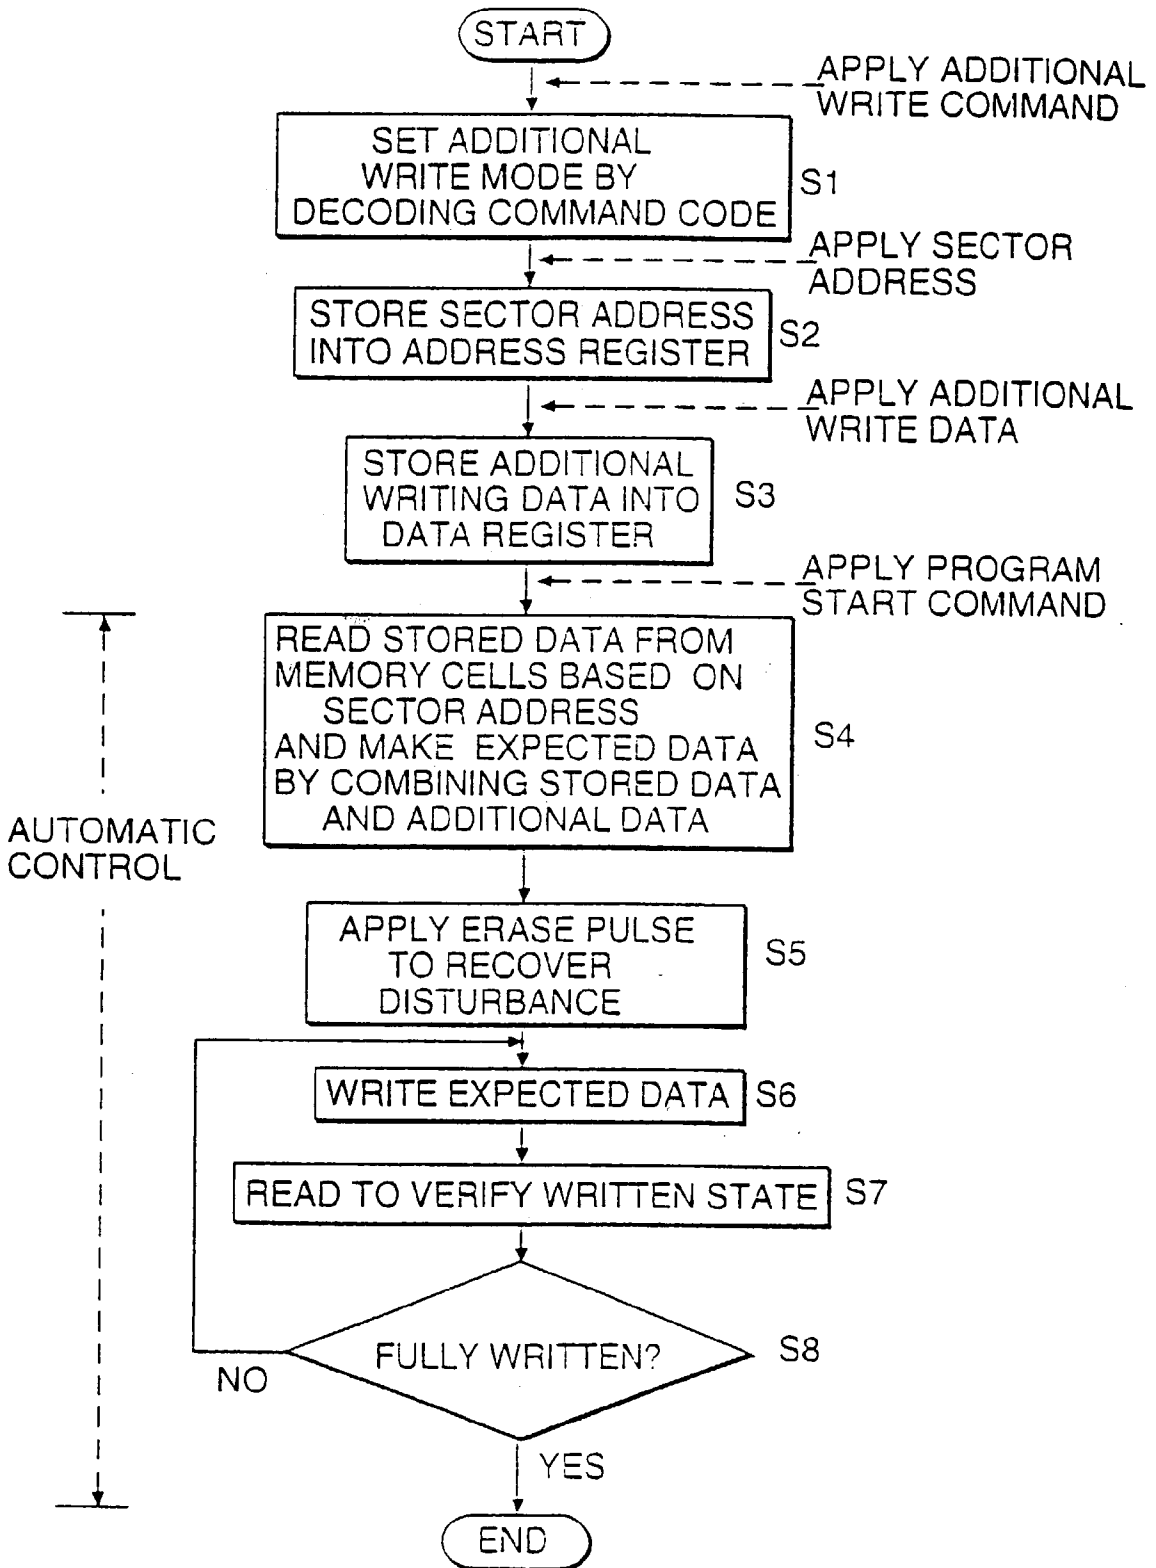 START
APPLY ADDITIONAL
WRITE COMMAND
SET ADDITIONAL
WRITE MODE BY
DECODING COMMAND CODE
S1
APPLY SECTOR
ADDRESS
STORE SECTOR ADDRESS
INTO ADDRESS REGISTER
S2
APPLY ADDITIONAL
WRITE DATA
STORE ADDITIONAL
WRITING DATA INTO
DATA REGISTER
S3
APPLY PROGRAM
START COMMAND
READ STORED DATA FROM
MEMORY CELLS BASED ON
SECTOR ADDRESS
AND MAKE EXPECTED DATA
BY COMBINING STORED DATA
AND ADDITIONAL DATA
S4
AUTOMATIC
CONTROL
APPLY ERASE PULSE
TO RECOVER
DISTURBANCE
S5
WRITE EXPECTED DATA
S6
READ TO VERIFY WRITTEN STATE
S7
FULLY WRITTEN?
S8
NO
YES
END